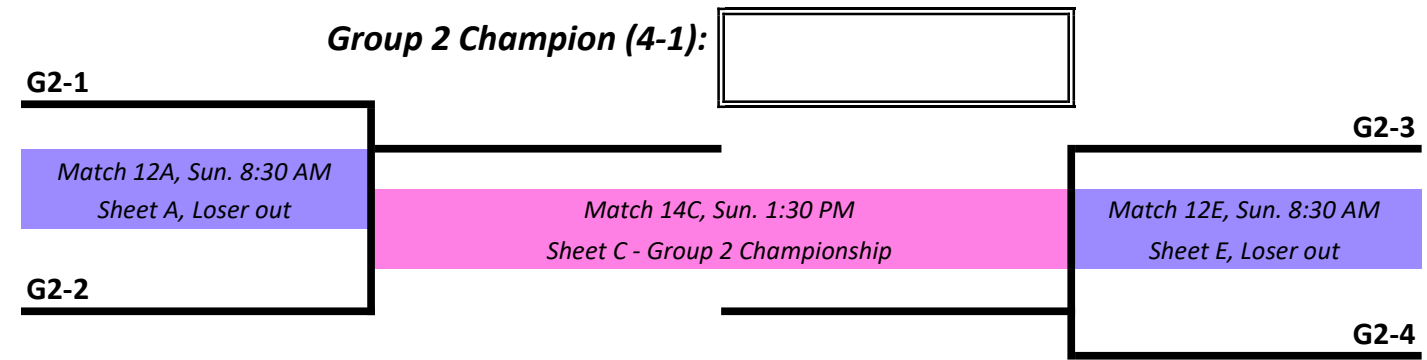 Group 2 Champion (4-1):
G2-1
G2-3
Match 12A, Sun. 8:30 AM
Sheet A, Loser out
Match 14C, Sun. 1:30 PM
Sheet C - Group 2 Championship
Match 12E, Sun. 8:30 AM
Sheet E, Loser out
G2-2
G2-4